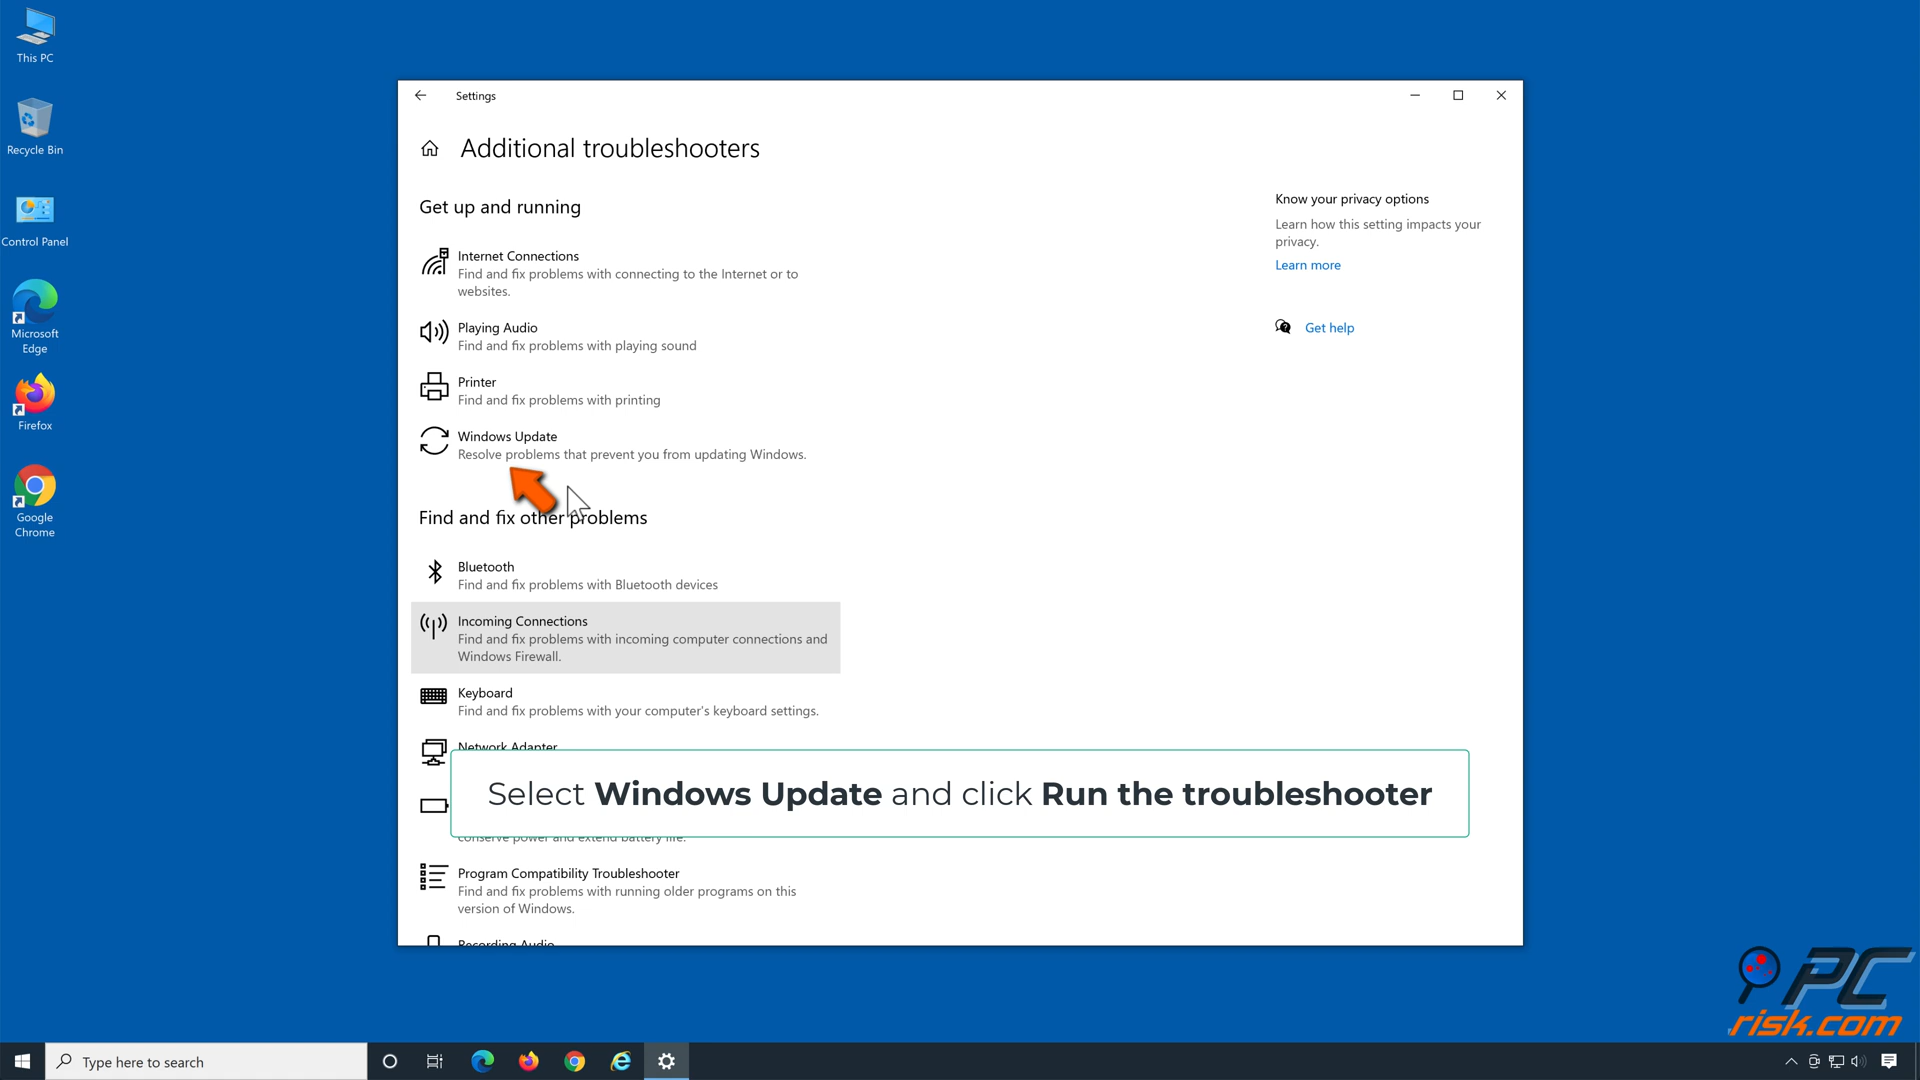 This PC
Recycle Bin
Control Panel
Microsoft
Edge
Firefox
Google
Chrome
Settings
Additional troubleshooters
Get up and running
Internet Connections
Find and fix problems with connecting to the Internet or to
websites.
Playing Audio
Find and fix problems with playing sound
Printer
Find and fix problems with printing
Windows Update
Resolve problems that prevent you from updating Windows.
Find and fix other problems
Bluetooth
Find and fix problems with Bluetooth devices
Incoming Connections
Find and fix problems with incoming computer connections and
Windows Firewall.
Keyboard
Find and fix problems with your computer's keyboard settings.
Network Adapter
Select Windows Update and click Run the troubleshooter
conserve power and extend battery life.
Program Compatibility Troubleshooter
Find and fix problems with running older programs on this
version of Windows.
Recording Audio
Know your privacy options
Learn how this setting impacts your
privacy.
Learn more
Get help
PC
risk.com
Type here to search